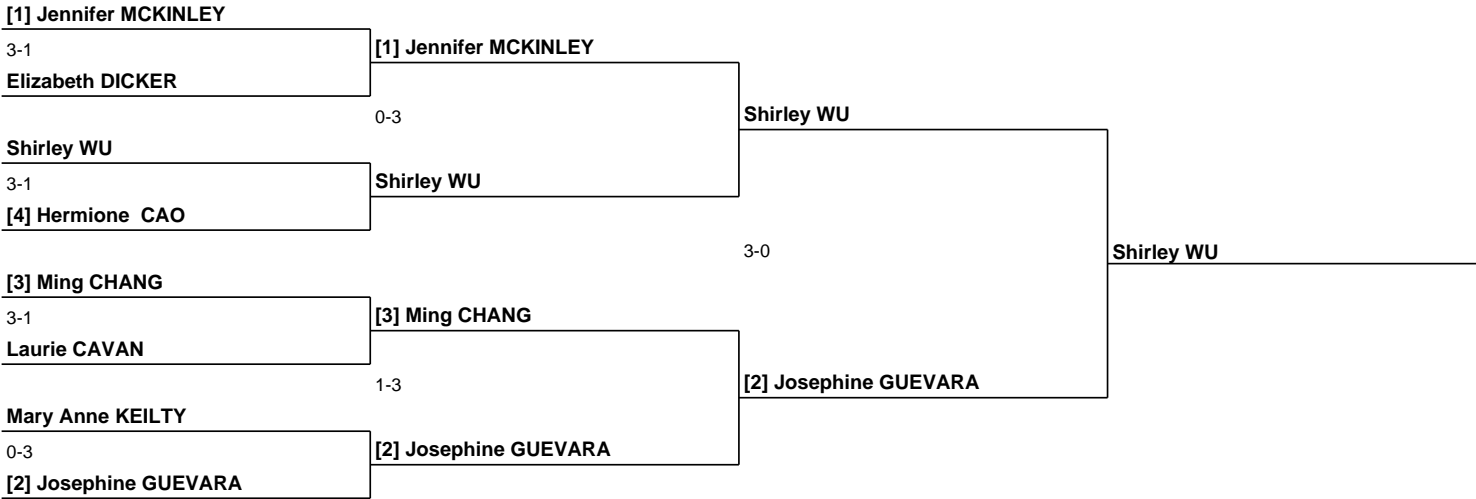 [1] Jennifer MCKINLEY
3-1
[1] Jennifer MCKINLEY
Elizabeth DICKER
0-3
Shirley WU
Shirley WU
3-1
Shirley WU
[4] Hermione  CAO
3-0
Shirley WU
[3] Ming CHANG
3-1
[3] Ming CHANG
Laurie CAVAN
1-3
[2] Josephine GUEVARA
Mary Anne KEILTY
0-3
[2] Josephine GUEVARA
[2] Josephine GUEVARA